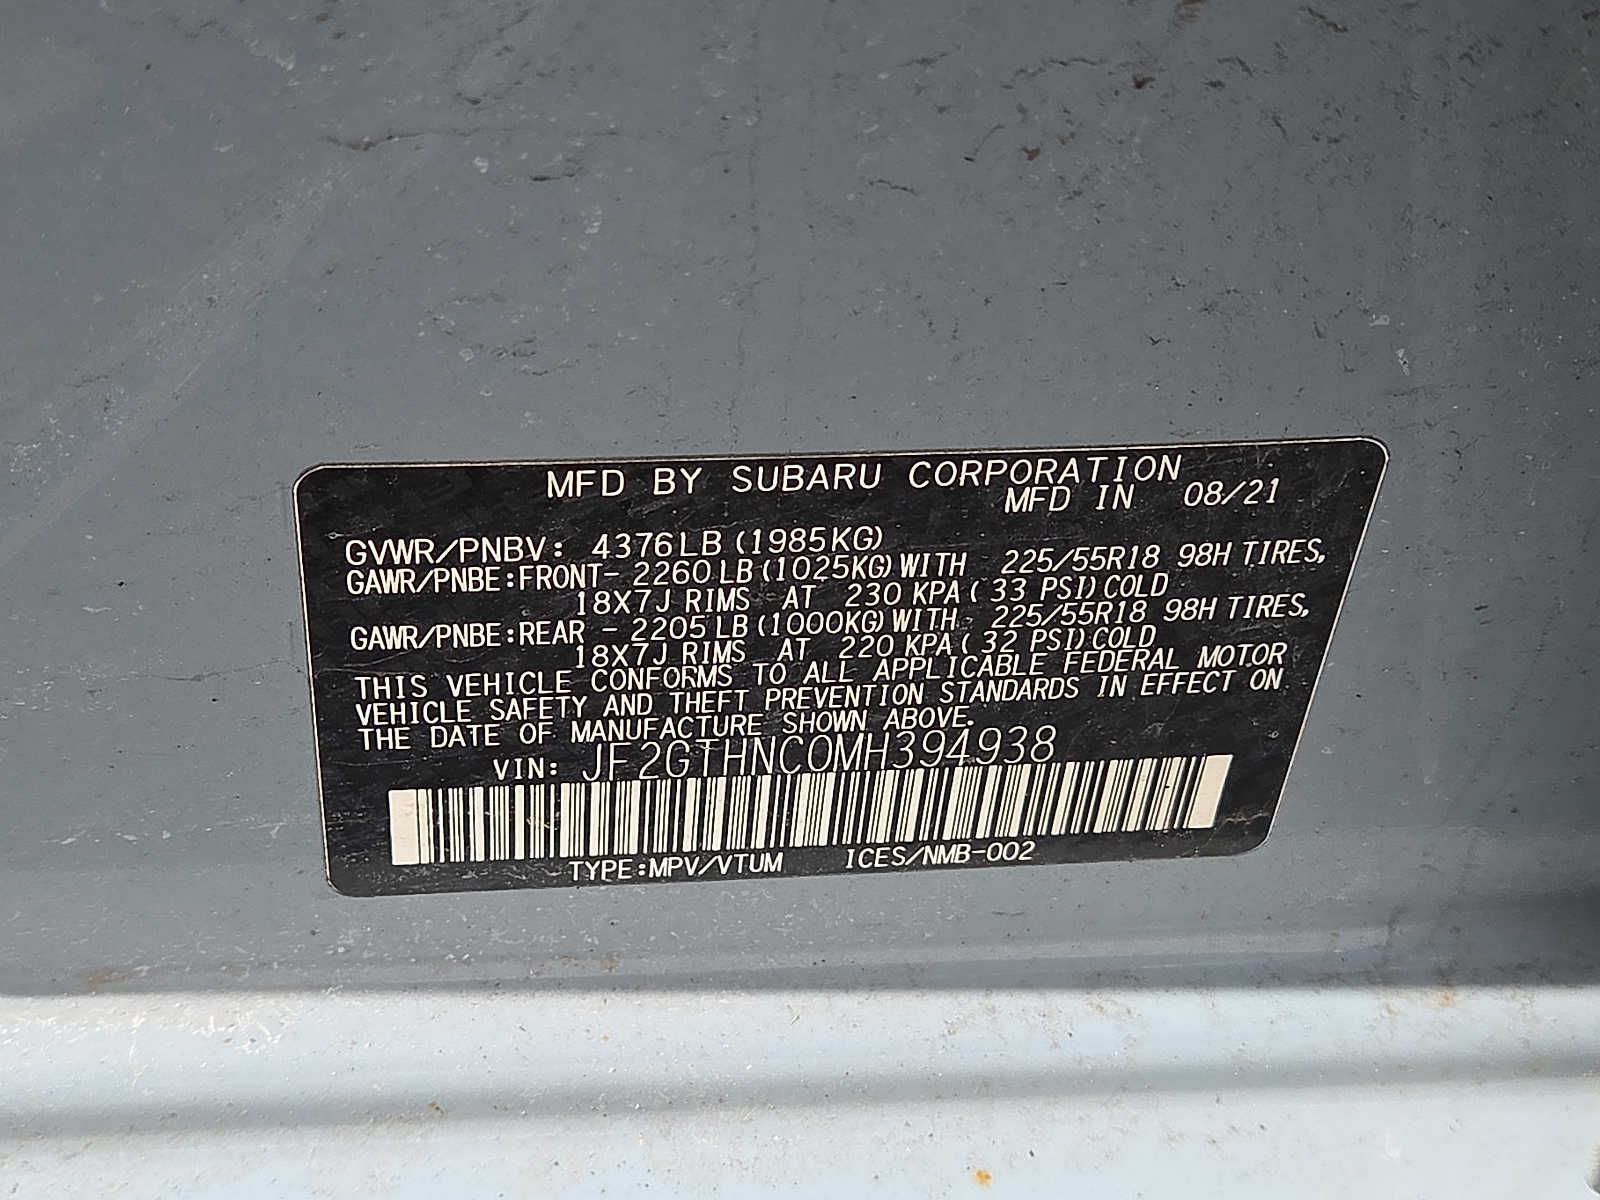 MFD BY SUBARU CORPORATION
MFD IN 08/21
GVWR/PNBV: 4376LB (1985KG)
GAWR/PNBE:FRONT- 2260LB (1025KG) WITH 225/55R18 98H TIRES,
18X7J RIMS AT 230 KPA ( 33 PSI) COLD
GAWR/PNBE:REAR - 2205LB (1000KG) WITH 225/55R18 98H TIRES,
18X7J RIMS AT 220 KPA ( 32 PSI) COLD
THIS VEHICLE CONFORMS TO ALL APPLICABLE FEDERAL MOTOR
VEHICLE SAFETY AND THEFT PREVENTION STANDARDS IN EFFECT ON
THE DATE OF MANUFACTURE SHOWN ABOVE.
VIN: JF2GTHNC0MH394938
TYPE:MPV/VTUM ICES/NMB-002